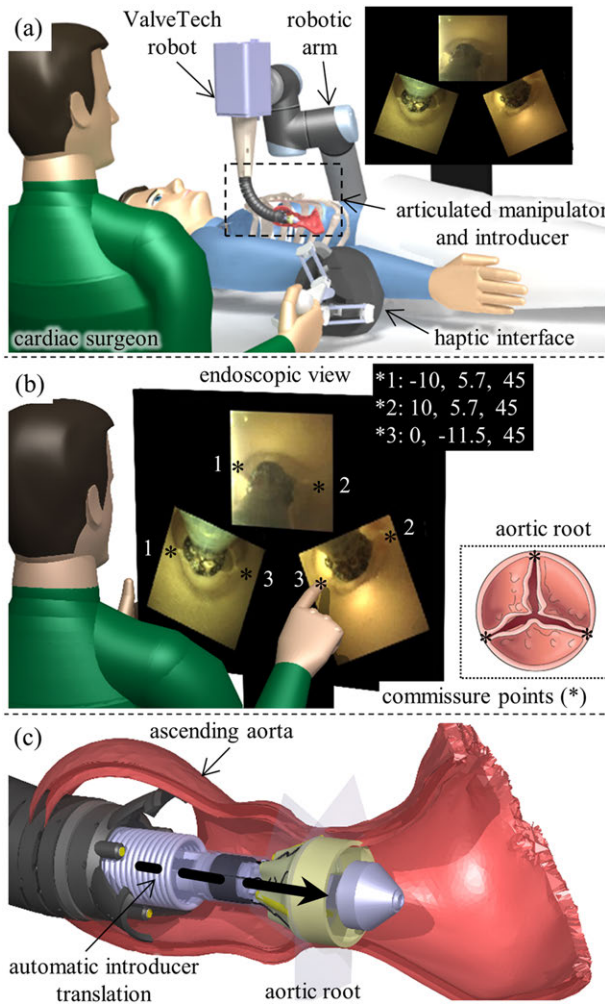 (a)
ValveTech
robot
robotic
arm
articulated manipulator
and introducer
haptic interface
cardiac surgeon
(b)
endoscopic view
*1: -10, 5.7, 45
*2: 10, 5.7, 45
*3: 0, -11.5, 45
1 * * 2
* 2
1 *
* 3
3 *
aortic root
* * *
commissure points (*)
(c)
ascending aorta
automatic introducer
translation
aortic root